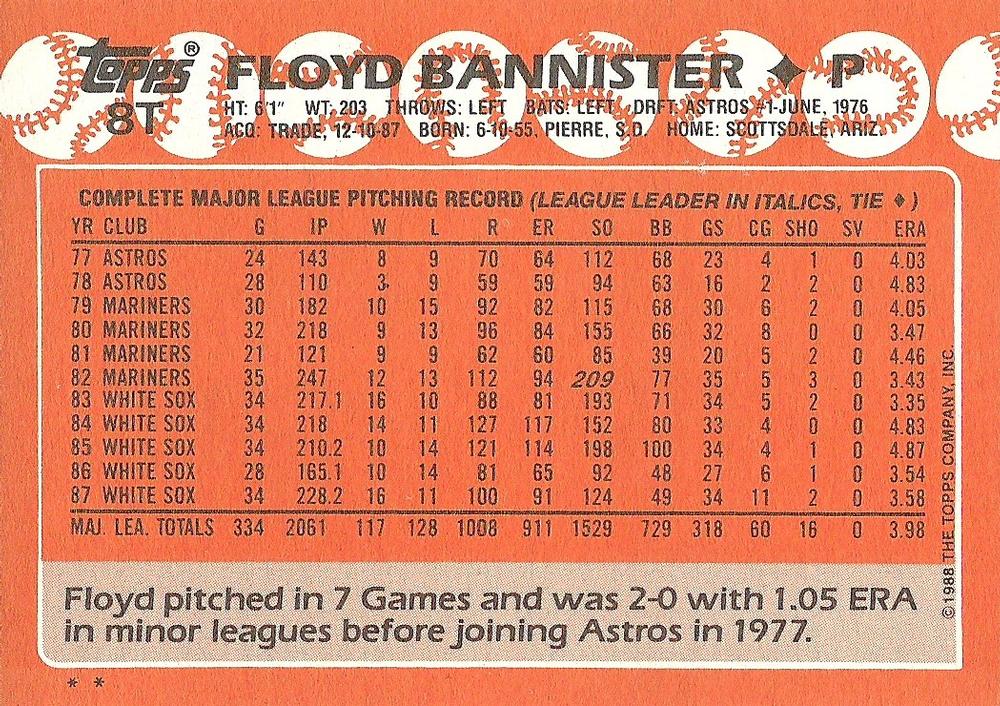 topps® FLOYD BANNISTER ♦ P
8T HT: 6'1" WT: 203 THROWS: LEFT BATS: LEFT DRFT: ASTROS #1-JUNE, 1976
ACQ: TRADE, 12-10-87 BORN: 6-10-55, PIERRE, S.D. HOME: SCOTTSDALE, ARIZ.
COMPLETE MAJOR LEAGUE PITCHING RECORD (LEAGUE LEADER IN ITALICS, TIE ♦)
YR CLUB G IP W L R ER SO BB GS CG SHO SV ERA
77 ASTROS 24 143 8 9 70 64 112 68 23 4 1 0 4.03
78 ASTROS 28 110 3 9 59 59 94 63 16 2 2 0 4.83
79 MARINERS 30 182 10 15 92 82 115 68 30 6 2 0 4.05
80 MARINERS 32 218 9 13 96 84 155 66 32 8 0 0 3.47
81 MARINERS 21 121 9 9 62 60 85 39 20 5 2 0 4.46
82 MARINERS 35 247 12 13 112 94 209 77 35 5 3 0 3.43
83 WHITE SOX 34 217.1 16 10 88 81 193 71 34 5 2 0 3.35
84 WHITE SOX 34 218 14 11 127 117 152 80 33 4 0 0 4.83
85 WHITE SOX 34 210.2 10 14 121 114 198 100 34 4 1 0 4.87
86 WHITE SOX 28 165.1 10 14 81 65 92 48 27 6 1 0 3.54
87 WHITE SOX 34 228.2 16 11 100 91 124 49 34 11 2 0 3.58
MAJ. LEA. TOTALS 334 2061 117 128 1008 911 1529 729 318 60 16 0 3.98
Floyd pitched in 7 Games and was 2-0 with 1.05 ERA
in minor leagues before joining Astros in 1977.
©1988 THE TOPPS COMPANY, INC.
* *